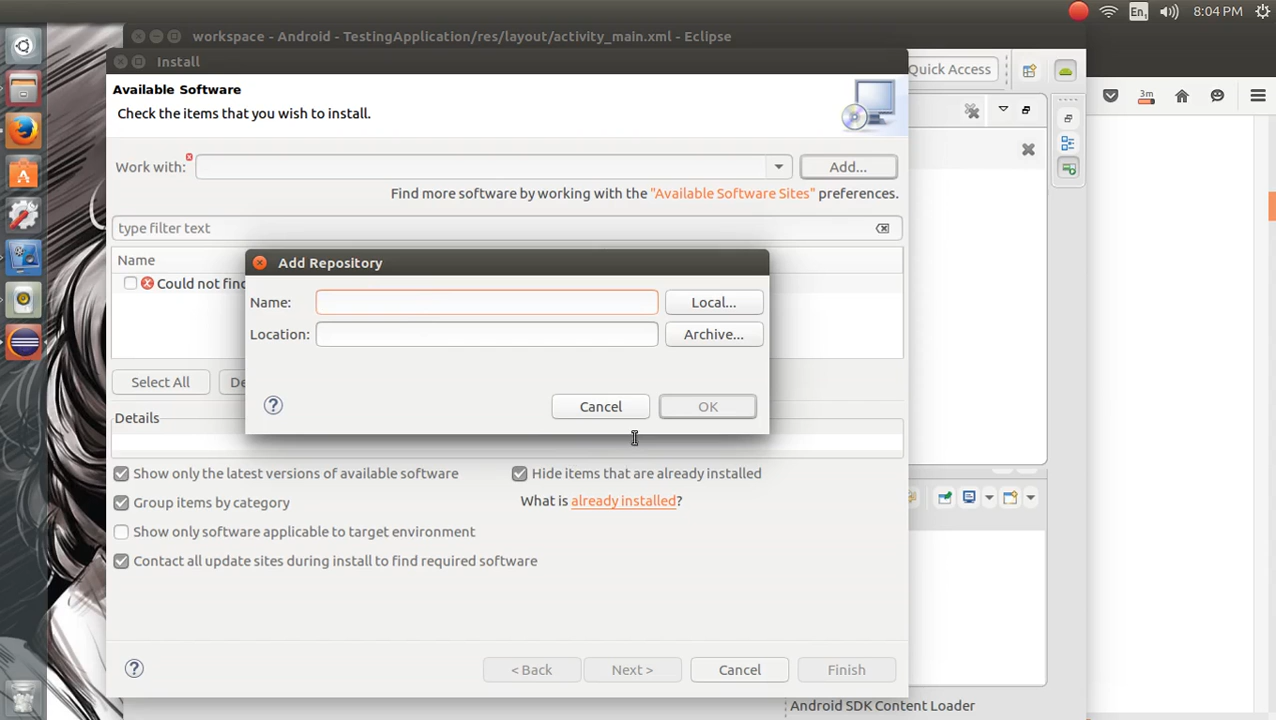 8:04 PM
En1
workspace - Android - TestingApplication/res/layout/activity_main.xml - Eclipse
Install
Quick Access
Available Software
Check the items that you wish to install.
3m
Work with:
Add...
Find more software by working with the "Available Software Sites" preferences.
type filter text
Name
Could not find
Add Repository
Name:
Local...
Location:
Archive...
Select All
De
Cancel
OK
Details
Show only the latest versions of available software
Hide items that are already installed
Group items by category
What is already installed?
Show only software applicable to target environment
Contact all update sites during install to find required software
< Back
Next >
Cancel
Finish
Android SDK Content Loader